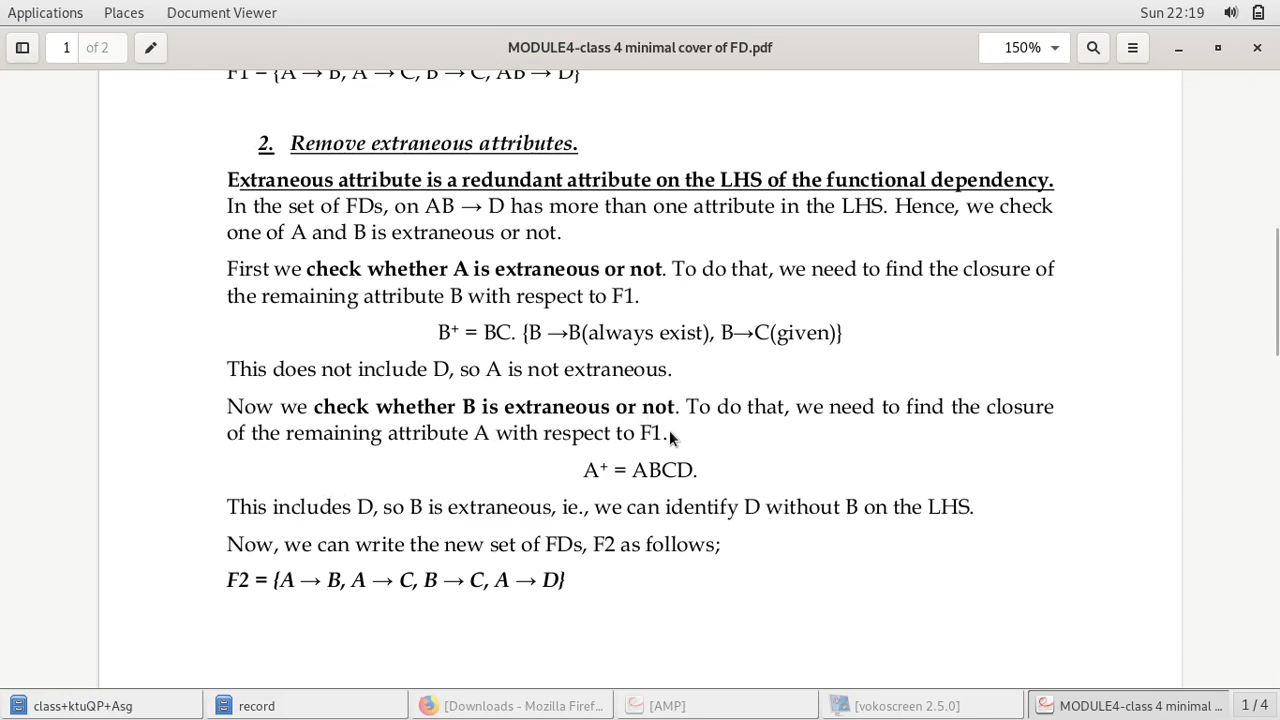 Applications Places Document Viewer Sun 22:19
1 of 2 MODULE4-class 4 minimal cover of FD.pdf 150%
F1 = {A → B, A → C, B → C, AB → D}
2. Remove extraneous attributes.
Extraneous attribute is a redundant attribute on the LHS of the functional dependency.
In the set of FDs, on AB → D has more than one attribute in the LHS. Hence, we check
one of A and B is extraneous or not.
First we check whether A is extraneous or not. To do that, we need to find the closure of
the remaining attribute B with respect to F1.
B⁺ = BC. {B →B(always exist), B→C(given)}
This does not include D, so A is not extraneous.
Now we check whether B is extraneous or not. To do that, we need to find the closure
of the remaining attribute A with respect to F1.
A⁺ = ABCD.
This includes D, so B is extraneous, ie., we can identify D without B on the LHS.
Now, we can write the new set of FDs, F2 as follows;
F2 = {A → B, A → C, B → C, A → D}
class+ktuQP+Asg record [Downloads - Mozilla Firef... [AMP] [vokoscreen 2.5.0] MODULE4-class 4 minimal ... 1 / 4